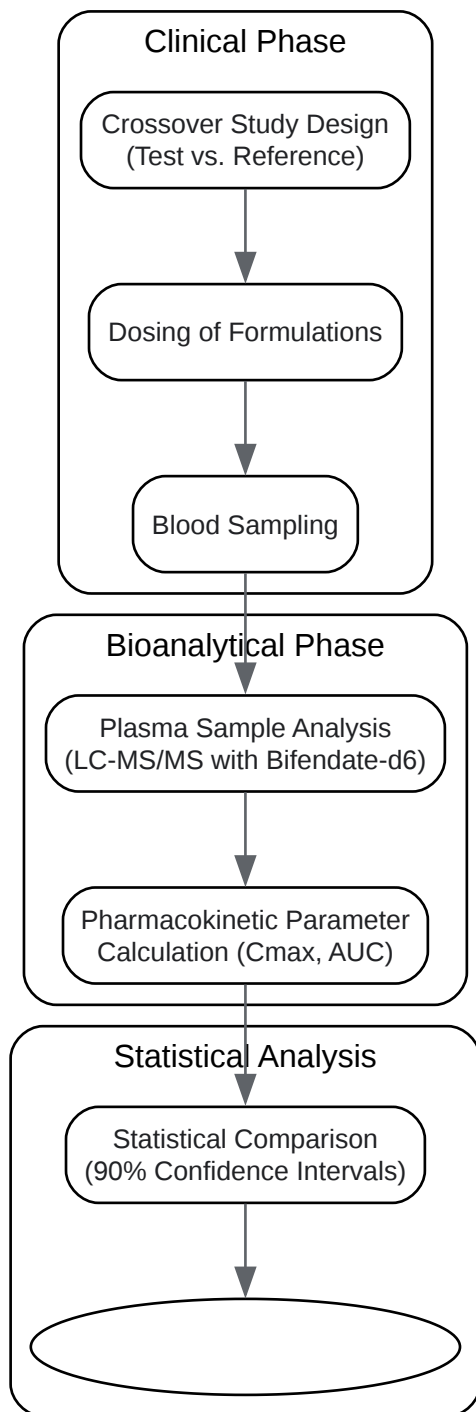 Clinical Phase
Crossover Study Design
(Test vs. Reference)
Dosing of Formulations
Blood Sampling
Bioanalytical Phase
Plasma Sample Analysis
(LC-MS/MS with Bifendate-d6)
Pharmacokinetic Parameter
Calculation (Cmax, AUC)
Statistical Analysis
Statistical Comparison
(90% Confidence Intervals)